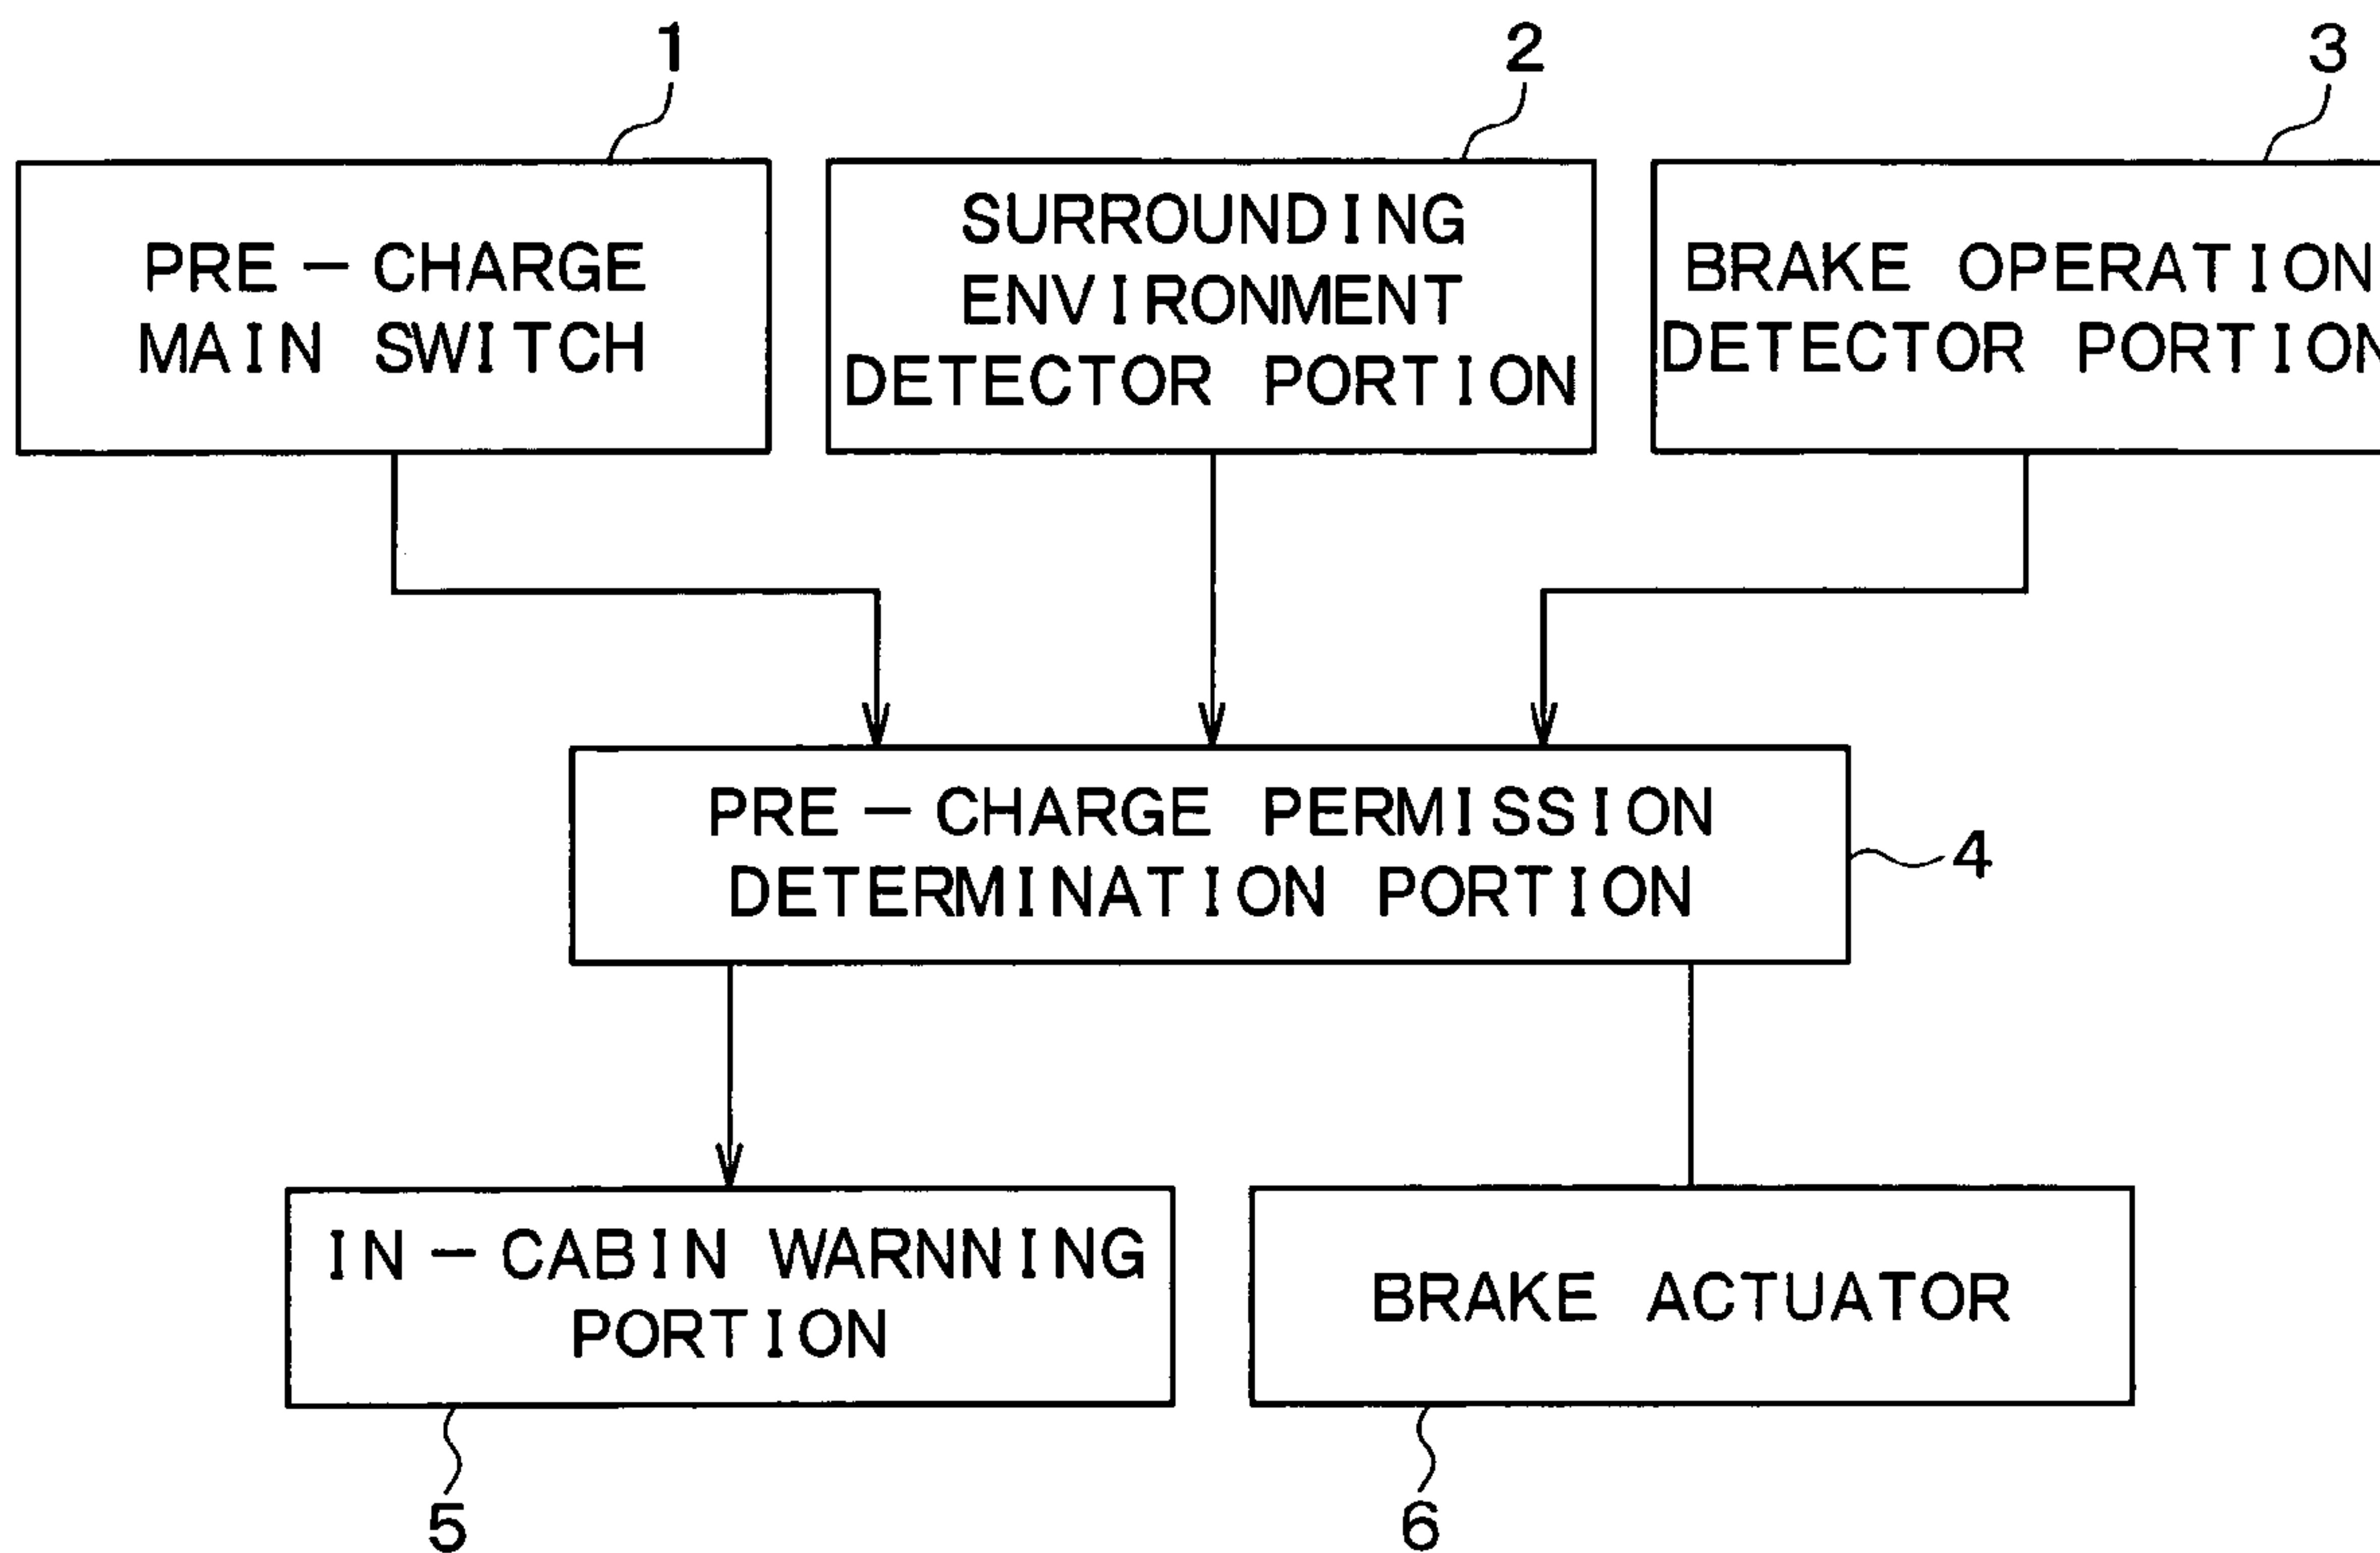 1
2
3
PRE-CHARGE
MAIN SWITCH
SURROUNDING
ENVIRONMENT
DETECTOR PORTION
BRAKE OPERATION
DETECTOR PORTION
PRE-CHARGE PERMISSION
DETERMINATION PORTION
4
IN-CABIN WARNNING
PORTION
BRAKE ACTUATOR
5
6